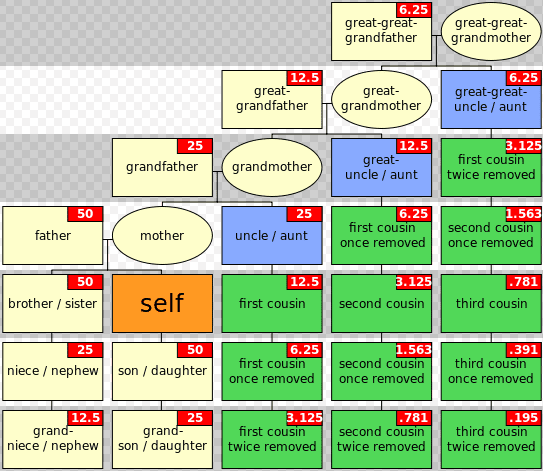 6.25
great-great-
grandfather
great-great-
grandmother
12.5
great-
grandfather
great-
grandmother
6.25
great-great-
uncle / aunt
25
grandfather
grandmother
12.5
great-
uncle / aunt
3.125
first cousin
twice removed
50
father
mother
25
uncle / aunt
6.25
first cousin
once removed
1.563
second cousin
once removed
50
brother / sister
self
12.5
first cousin
3.125
second cousin
.781
third cousin
25
niece / nephew
50
son / daughter
6.25
first cousin
once removed
1.563
second cousin
once removed
.391
third cousin
once removed
12.5
grand-
niece / nephew
25
grand-
son / daughter
3.125
first cousin
twice removed
.781
second cousin
twice removed
.195
third cousin
twice removed